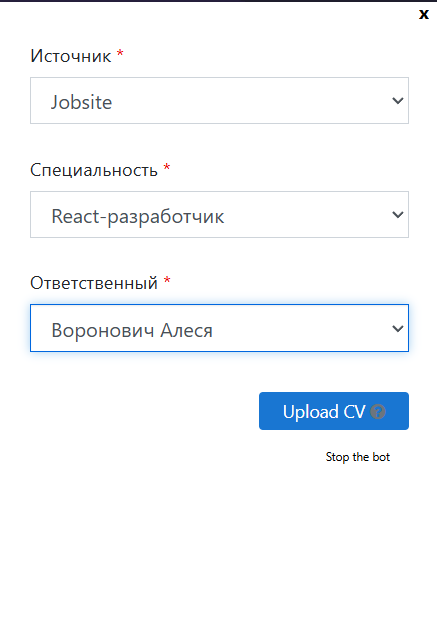 x
Источник *
Jobsite
Специальность *
React-разработчик
Ответственный *
Воронович Алеся
Upload CV ?
Stop the bot